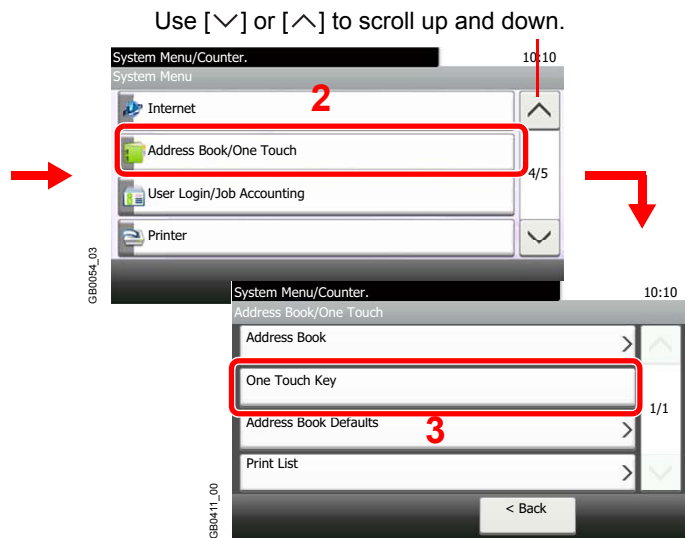 Use [﹀] or [︿] to scroll up and down.
System Menu/Counter. 10:10
System Menu
2
Internet
Address Book/One Touch
4/5
User Login/Job Accounting
Printer
GB0054_03
System Menu/Counter. 10:10
Address Book/One Touch
Address Book >
One Touch Key
1/1
Address Book Defaults >
3
Print List >
< Back
GB0411_00